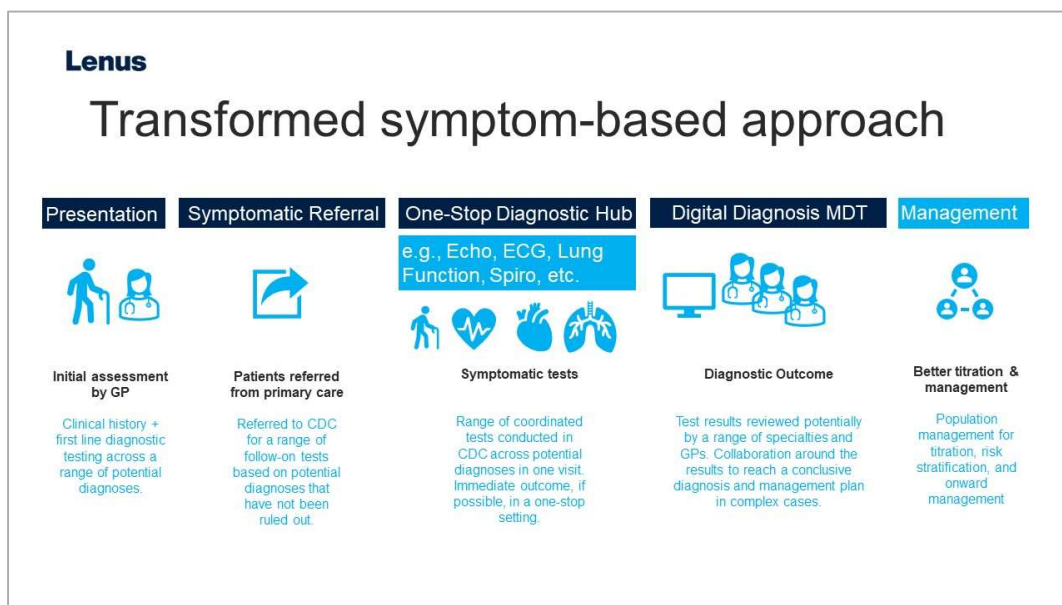 Lenus
Transformed symptom-based approach
Presentation
Initial assessment
by GP
Clinical history +
first line diagnostic
testing across a
range of potential
diagnoses.
Symptomatic Referral
Patients referred
from primary care
Referred to CDC
for a range of
follow-on tests
based on potential
diagnoses that
have not been
ruled out.
One-Stop Diagnostic Hub
e.g., Echo, ECG, Lung
Function, Spiro, etc.
Symptomatic tests
Range of coordinated
tests conducted in
CDC across potential
diagnoses in one visit.
Immediate outcome, if
possible, in a one-stop
setting.
Digital Diagnosis MDT
Diagnostic Outcome
Test results reviewed potentially
by a range of specialties and
GPs. Collaboration around the
results to reach a conclusive
diagnosis and management plan
in complex cases.
Management
Better titration &
management
Population
management for
titration, risk
stratification, and
onward
management